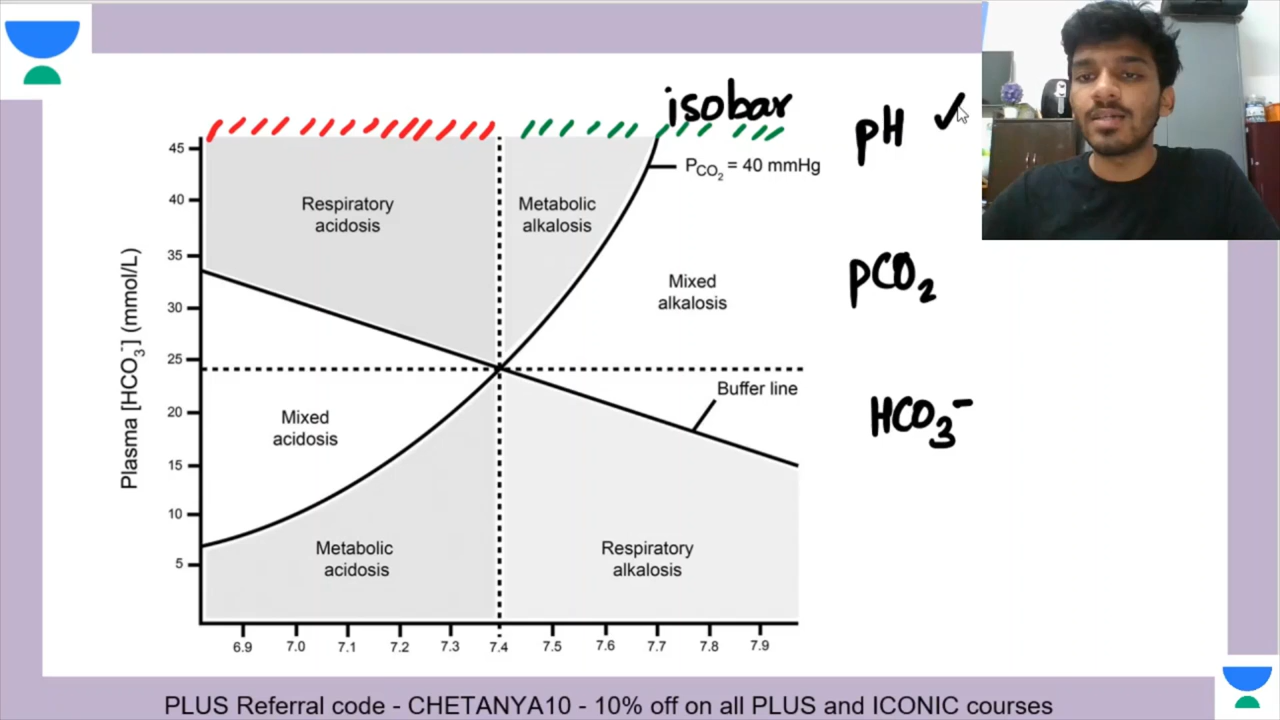 isobar
pH ✓
45
P_CO₂ = 40 mmHg
40
Respiratory
acidosis
Metabolic
alkalosis
35
pCO₂
Mixed
alkalosis
30
25
Buffer line
Plasma [HCO₃⁻] (mmol/L)
20
Mixed
acidosis
HCO₃⁻
15
10
Metabolic
acidosis
Respiratory
alkalosis
5
6.9 7.0 7.1 7.2 7.3 7.4 7.5 7.6 7.7 7.8 7.9
PLUS Referral code - CHETANYA10 - 10% off on all PLUS and ICONIC courses